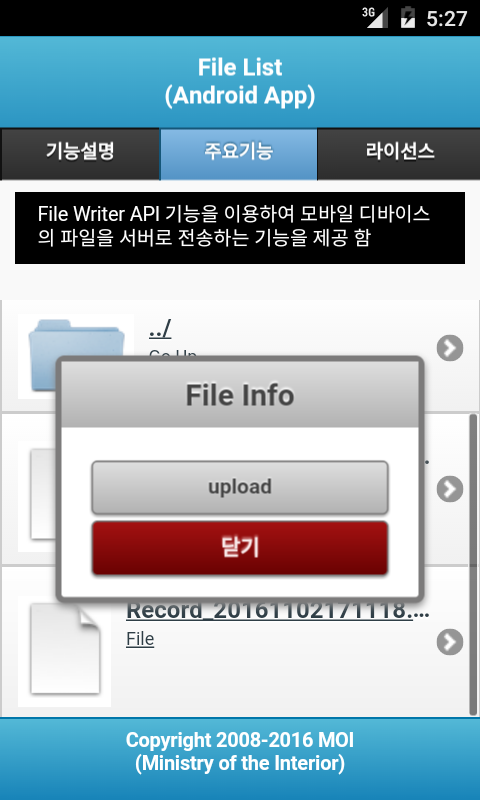 3G
5:27
File List
(Android App)
기능설명
주요기능
라이선스
File Writer API 기능을 이용하여 모바일 디바이스
의 파일을 서버로 전송하는 기능을 제공 함
../
Go Up
File Info
upload
닫기
Record_20161102171118.…
File
Copyright 2008-2016 MOI
(Ministry of the Interior)